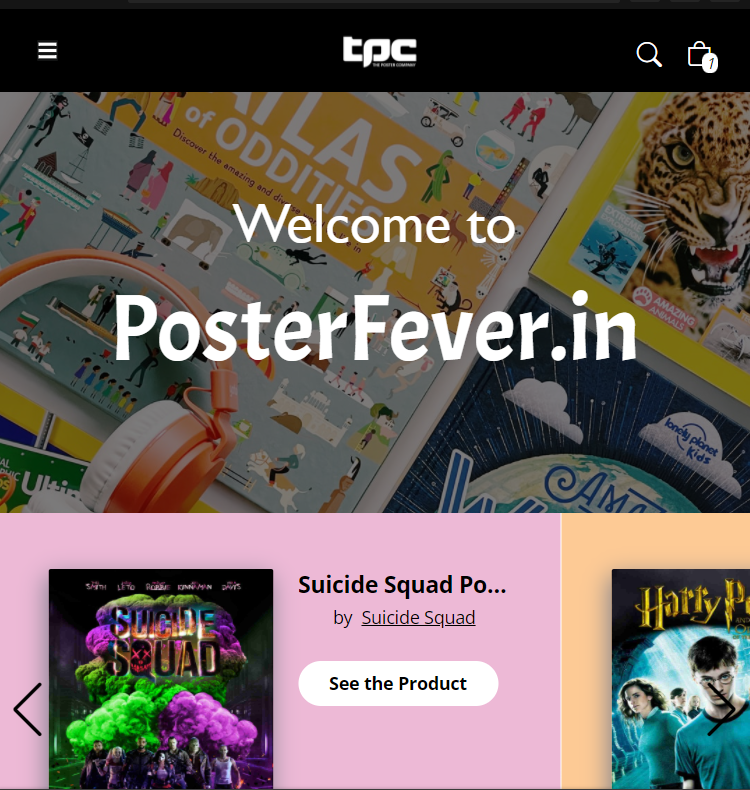 tpc
THE POSTER COMPANY
1
ATLAS
of ODDITIES
Discover the amazing and
AMAZING
ANIMALS
Welcome to
PosterFever.in
lonely planet
kids
SMITH LETO ROBBIE KINNAMAN DAVIS
SUICIDE
SQUAD
Suicide Squad Po...
by Suicide Squad
See the Product
Harry Po